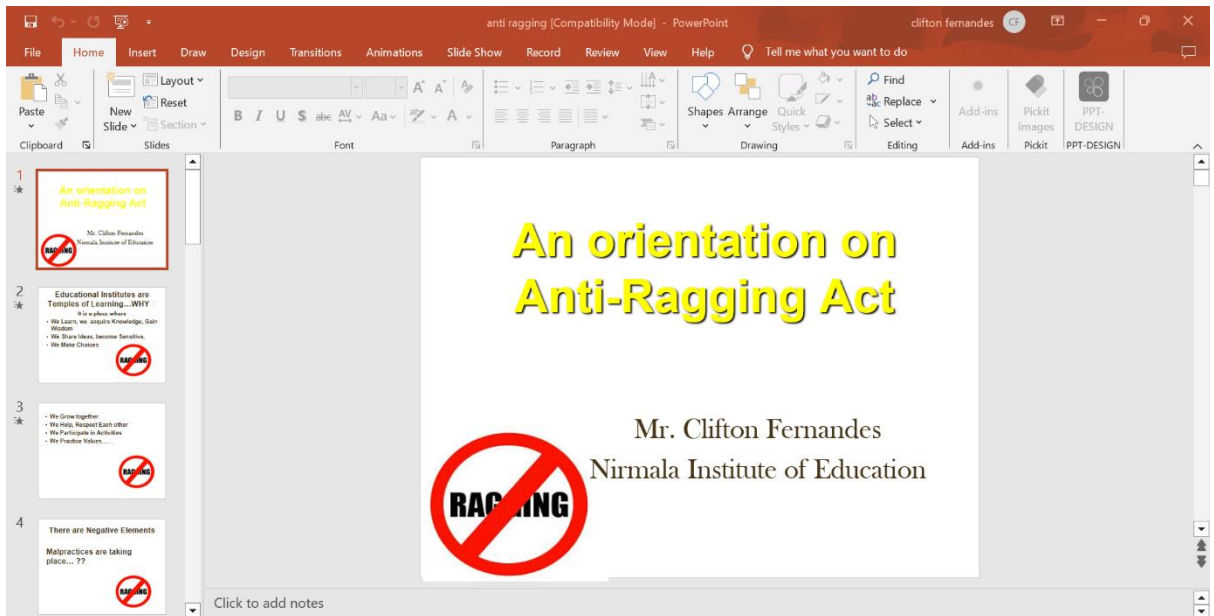 anti ragging [Compatibility Mode] - PowerPoint
clifton fernandes
CF
File Home Insert Draw Design Transitions Animations Slide Show Record Review View Help Tell me what you want to do
Paste
Clipboard
New Slide
Layout
Reset
Section
Slides
B I U S abc AV Aa A A A
Font
Paragraph
Shapes Arrange Quick Styles
Drawing
Find
Replace
Select
Editing
Add-ins
Add-ins
Pickit Images
Pickit
PPT-DESIGN
PPT-DESIGN
1
An orientation on
Anti-Ragging Act
Mr. Clifton Fernandes
Nirmala Institute of Education
RAGGING
2
Educational Institutes are
Temples of Learning...WHY ?
It is a place where
• We Learn, we acquire Knowledge, Gain
Wisdom
• We Share Ideas, become Sensitive,
• We Make Choices
RAGGING
3
• We Grow together
• We Help, Respect Each other
• We Participate in Activities
• We Practice Values......
RAGGING
4
There are Negative Elements
Malpractices are taking
place... ??
RAGGING
An orientation on
Anti-Ragging Act
Mr. Clifton Fernandes
Nirmala Institute of Education
RAGGING
Click to add notes